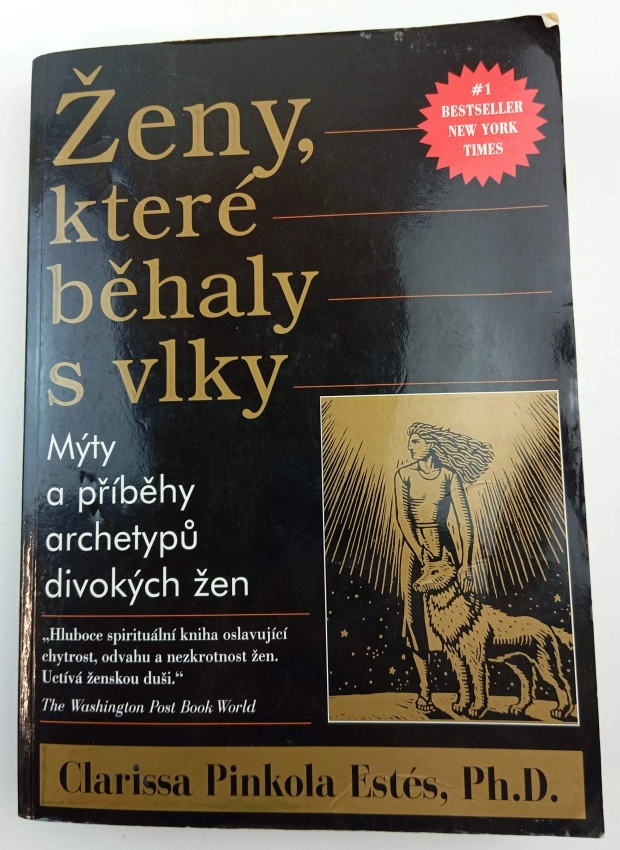 Ženy,
které
běhaly
s vlky
#1
BESTSELLER
NEW YORK
TIMES
Mýty
a příběhy
archetypů
divokých žen
„Hluboce spirituální kniha oslavující
chytrost, odvahu a nezkrotnost žen.
Uctívá ženskou duši.“
The Washington Post Book World
Clarissa Pinkola Estés, Ph.D.